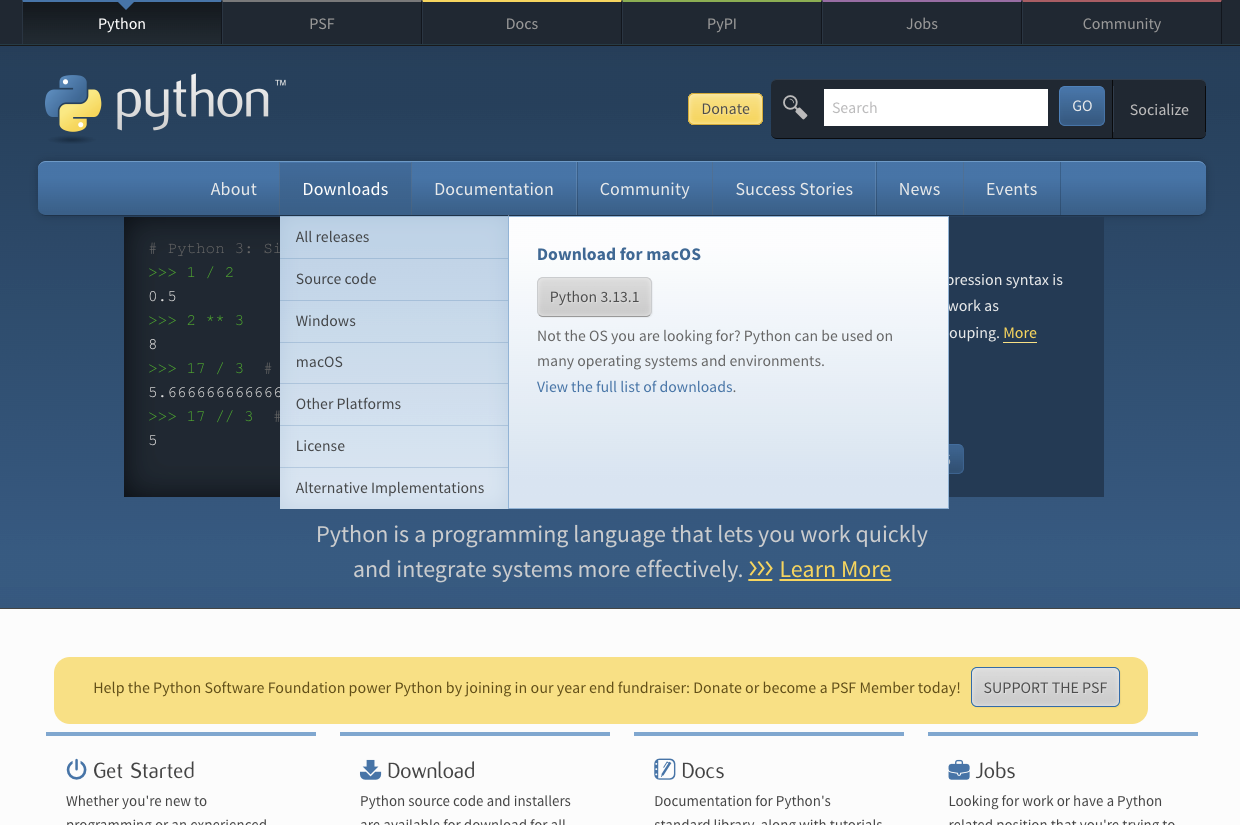 Python
PSF
Docs
PyPI
Jobs
Community
python™
Donate
Search
GO
Socialize
About
Downloads
Documentation
Community
Success Stories
News
Events
# Python 3:
>>> 1 / 2
0.5
>>> 2 ** 3
8
>>> 17 / 3 #
5.666666666666
>>> 17 // 3 #
5
All releases
Source code
Windows
macOS
Other Platforms
License
Alternative Implementations
Download for macOS
Python 3.13.1
Not the OS you are looking for? Python can be used on
many operating systems and environments.
View the full list of downloads.
pression syntax is
work as
ouping. More
Python is a programming language that lets you work quickly
and integrate systems more effectively. >>> Learn More
Help the Python Software Foundation power Python by joining in our year end fundraiser: Donate or become a PSF Member today!
SUPPORT THE PSF
Get Started
Whether you're new to
programming or an experienced
Download
Python source code and installers
are available for download for all
Docs
Documentation for Python's
standard library, along with tutorials
Jobs
Looking for work or have a Python
related position that you're trying to